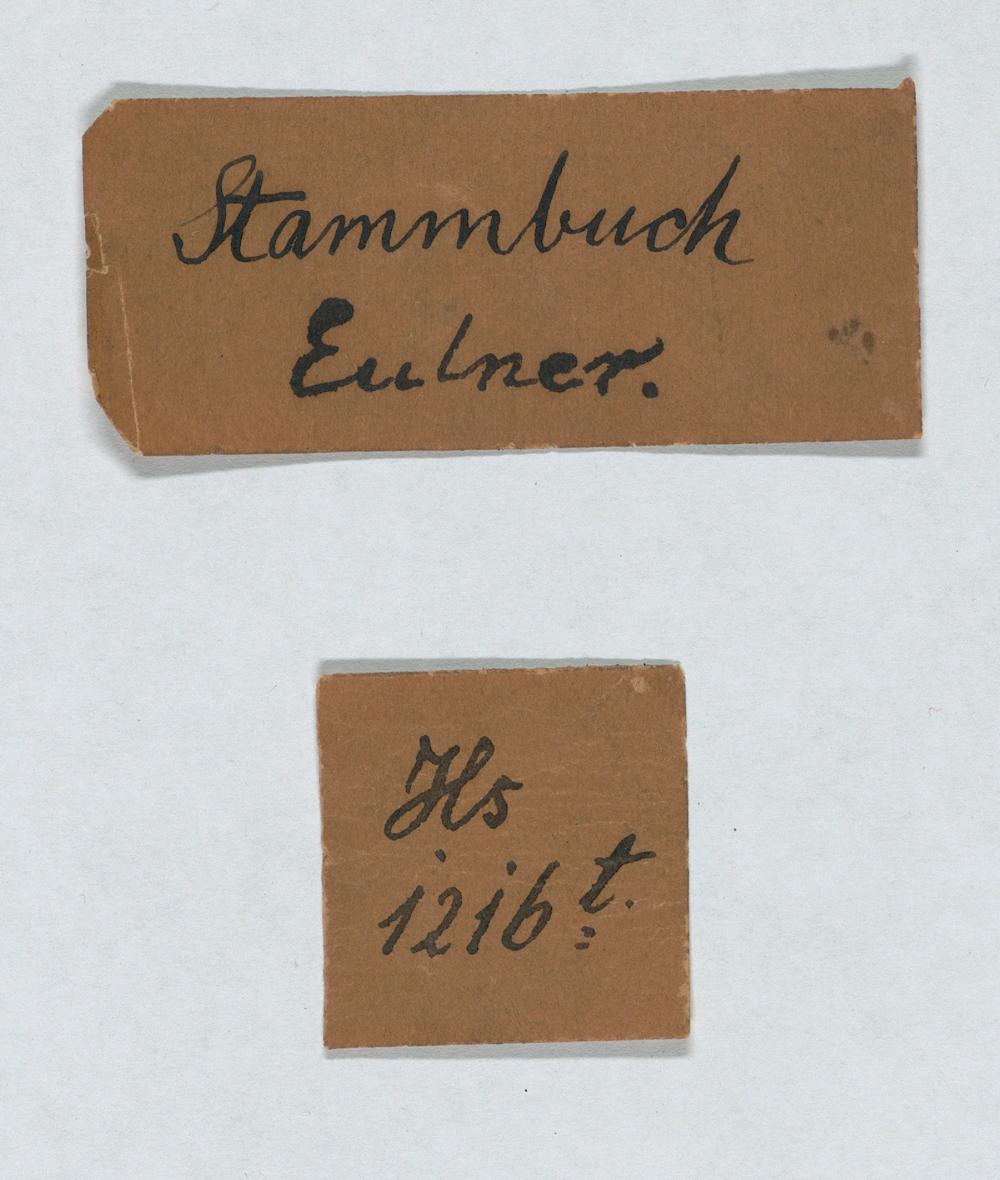 Stammbuch
Eulner.
Hs
1216 t.